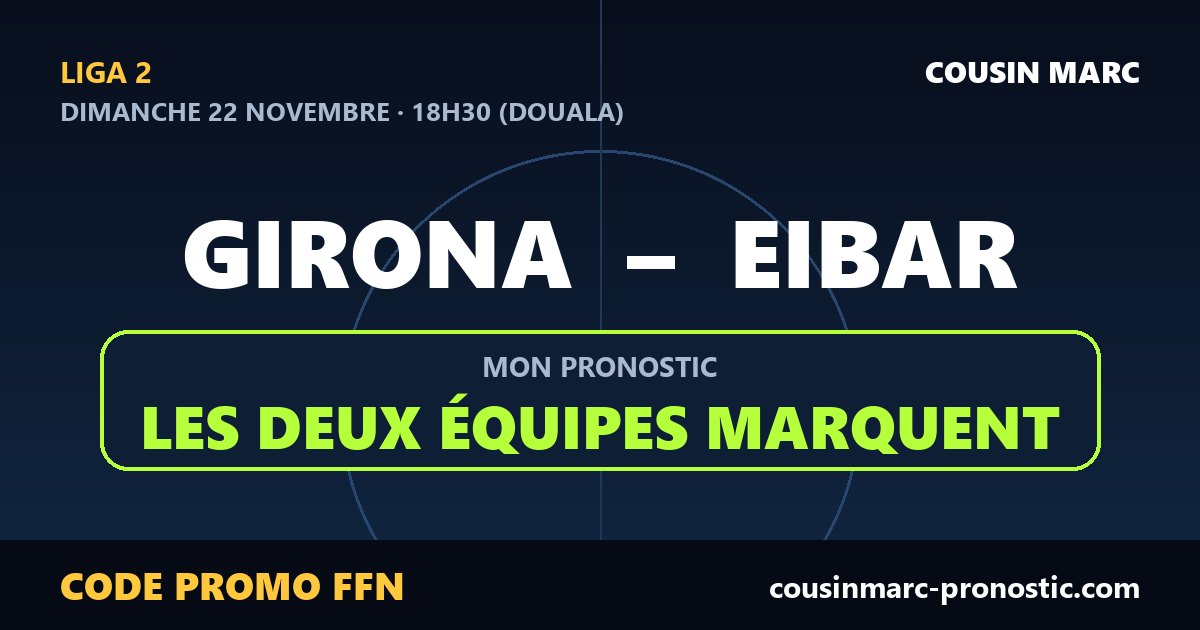 LIGA 2
COUSIN MARC
DIMANCHE 22 NOVEMBRE · 18H30 (DOUALA)
GIRONA – EIBAR
MON PRONOSTIC
LES DEUX ÉQUIPES MARQUENT
CODE PROMO FFN
cousinmarc-pronostic.com